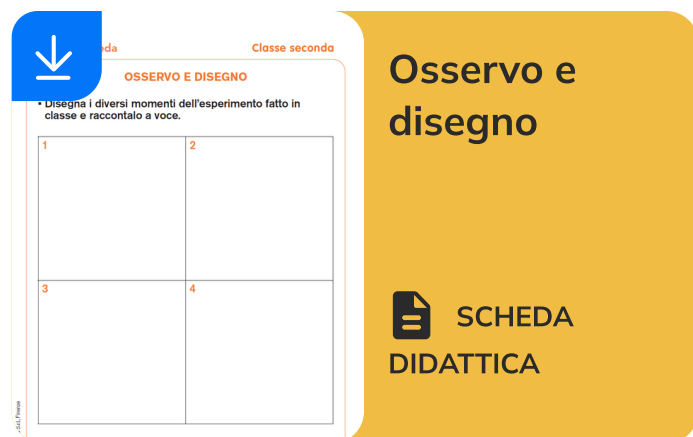 Classe seconda
OSSERVO E DISEGNO
• Disegna i diversi momenti dell'esperimento fatto in
classe e raccontalo a voce.
1
2
3
4
Osservo e
disegno
SCHEDA
DIDATTICA